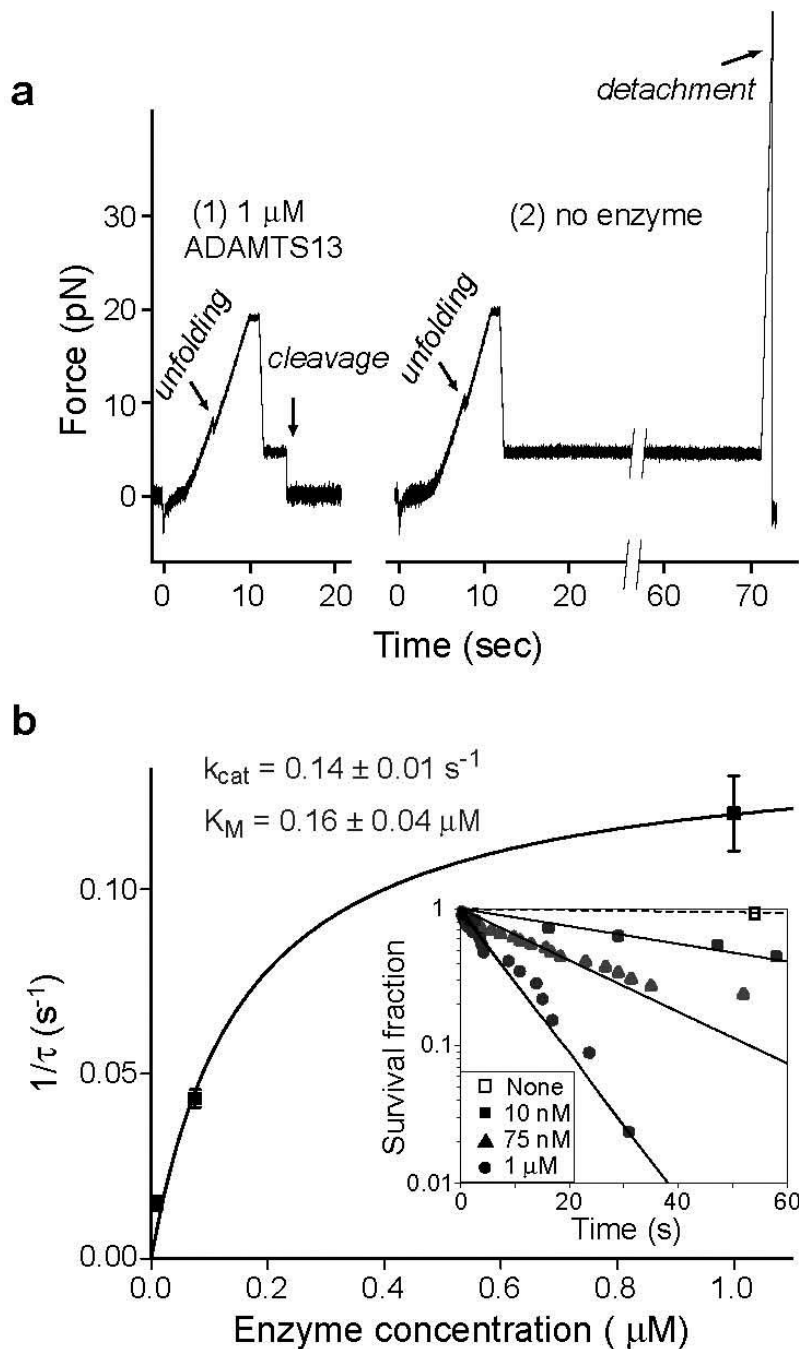 a
detachment
(1) 1 μM
ADAMTS13
(2) no enzyme
unfolding
cleavage
unfolding
Force (pN)
30
20
10
0
0 10 20 0 10 20 60 70
Time (sec)
b
k_cat = 0.14 ± 0.01 s⁻¹
K_M = 0.16 ± 0.04 μM
1/τ (s⁻¹)
0.10
0.05
0.00
0.0 0.2 0.4 0.6 0.8 1.0
Enzyme concentration ( μM)
Survival fraction
1
0.1
0.01
None
10 nM
75 nM
1 μM
0 20 40 60
Time (s)